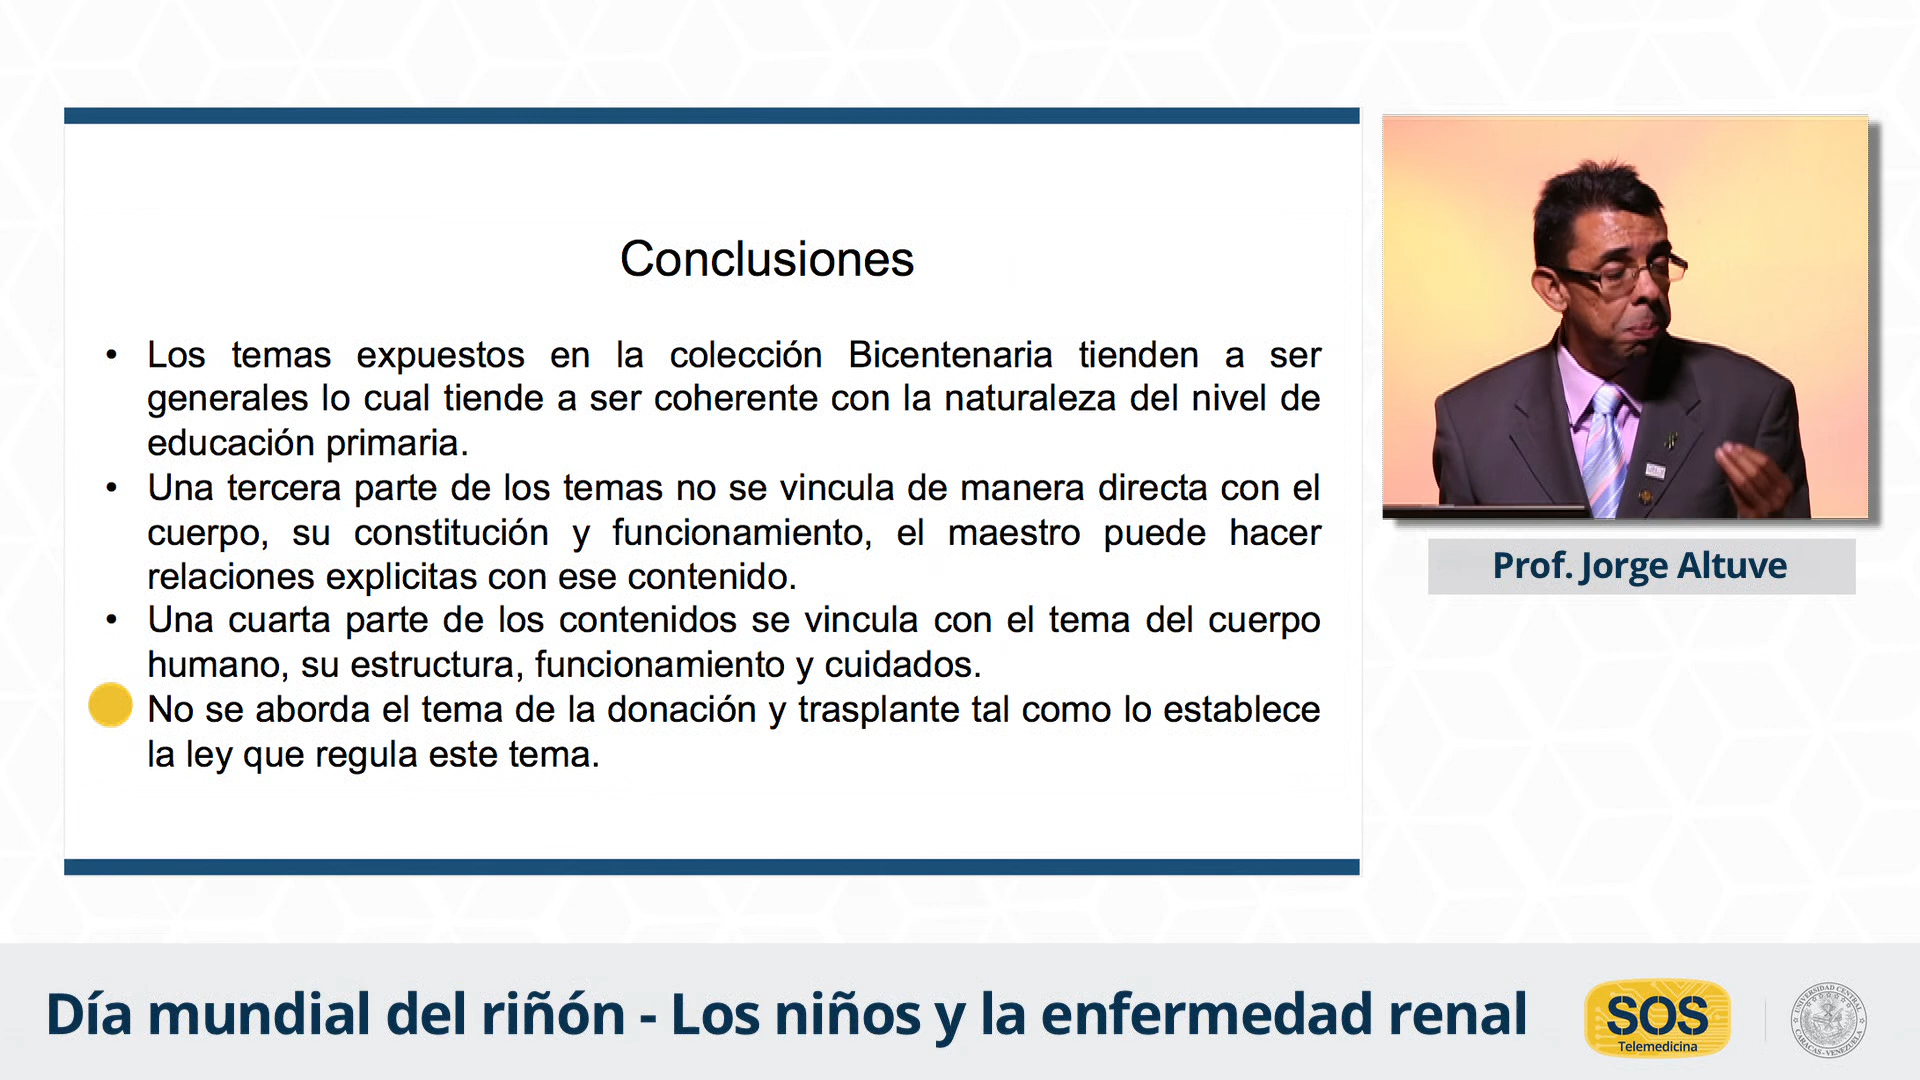 Conclusiones
• Los temas expuestos en la colección Bicentenaria tienden a ser
generales lo cual tiende a ser coherente con la naturaleza del nivel de
educación primaria.
• Una tercera parte de los temas no se vincula de manera directa con el
cuerpo, su constitución y funcionamiento, el maestro puede hacer
relaciones explicitas con ese contenido.
• Una cuarta parte de los contenidos se vincula con el tema del cuerpo
humano, su estructura, funcionamiento y cuidados.
No se aborda el tema de la donación y trasplante tal como lo establece
la ley que regula este tema.
Prof. Jorge Altuve
Día mundial del riñón - Los niños y la enfermedad renal
SOS
Telemedicina
UNIVERSIDAD CENTRAL
CARACAS - VENEZUELA